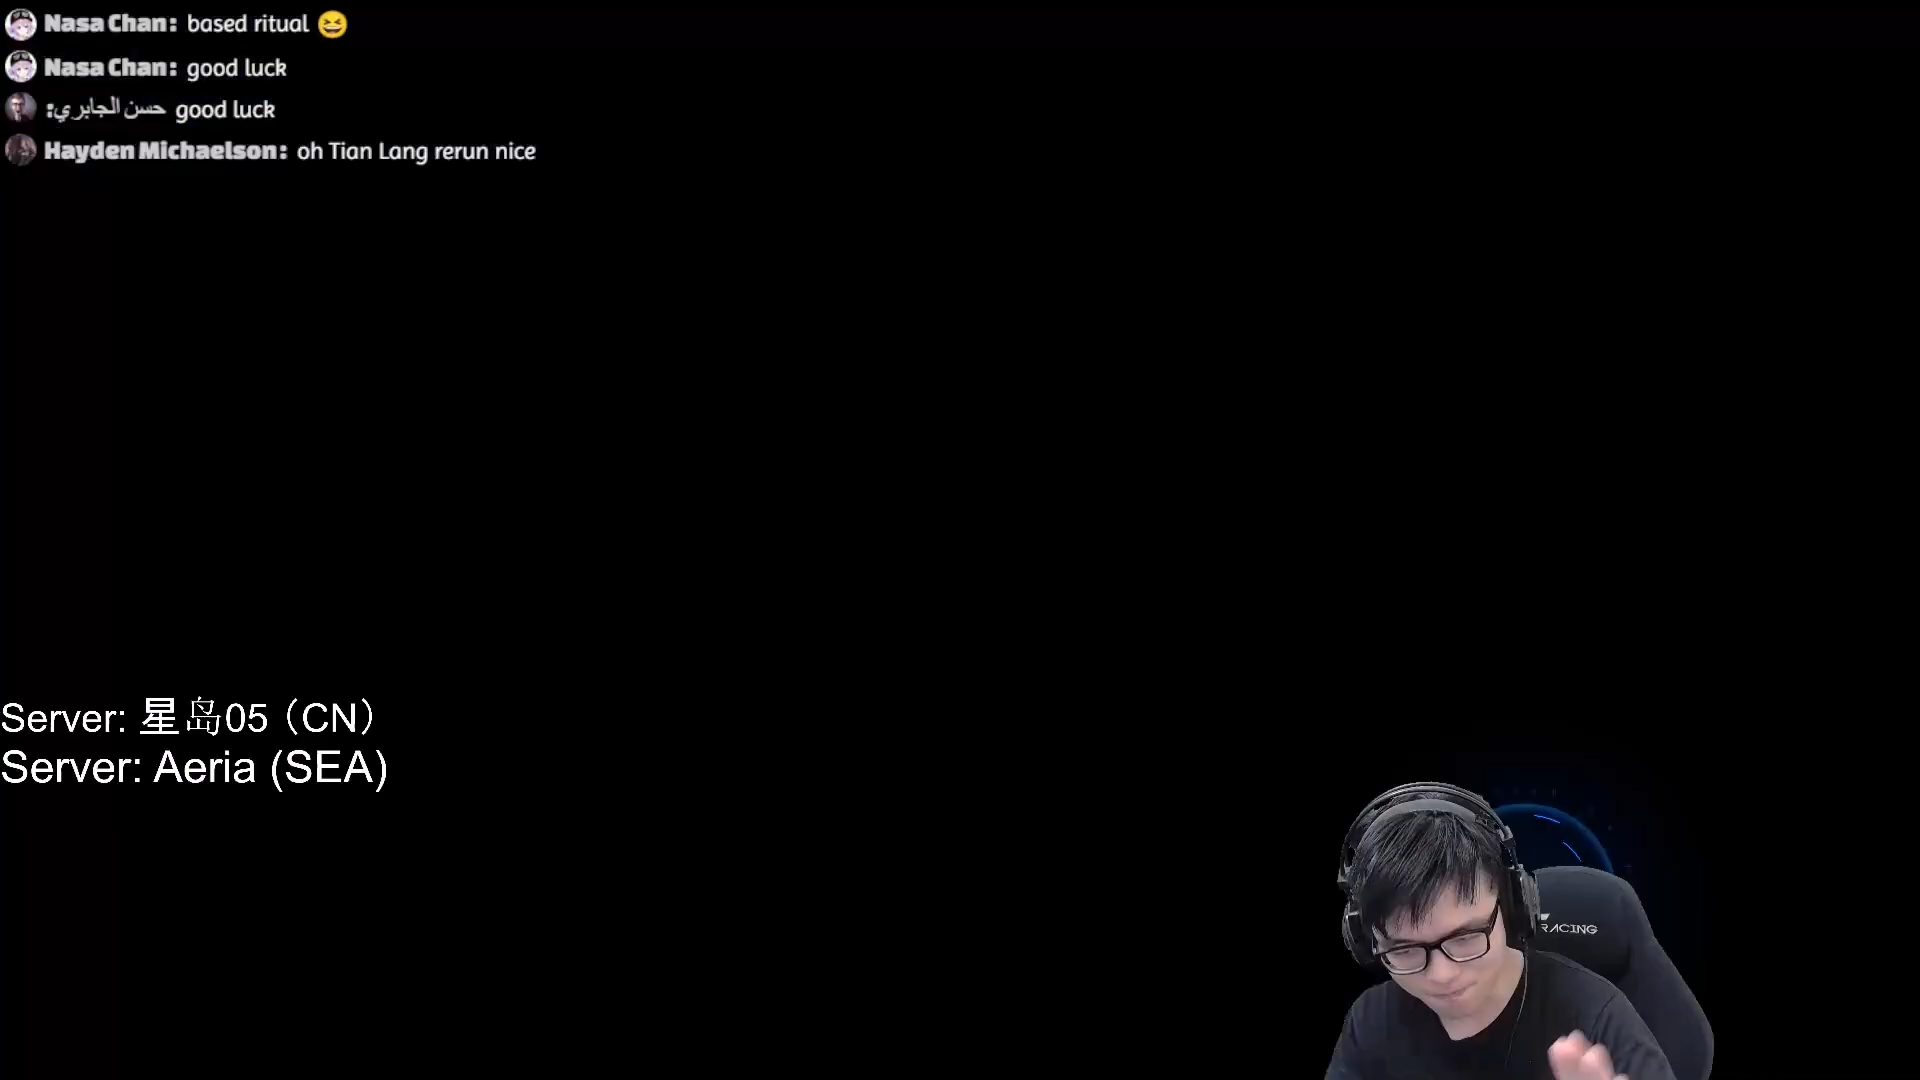 Nasa Chan: based ritual 😆
Nasa Chan: good luck
حسن الجابري: good luck
Hayden Michaelson: oh Tian Lang rerun nice
Server: 星岛05（CN）
Server: Aeria (SEA)
RACING